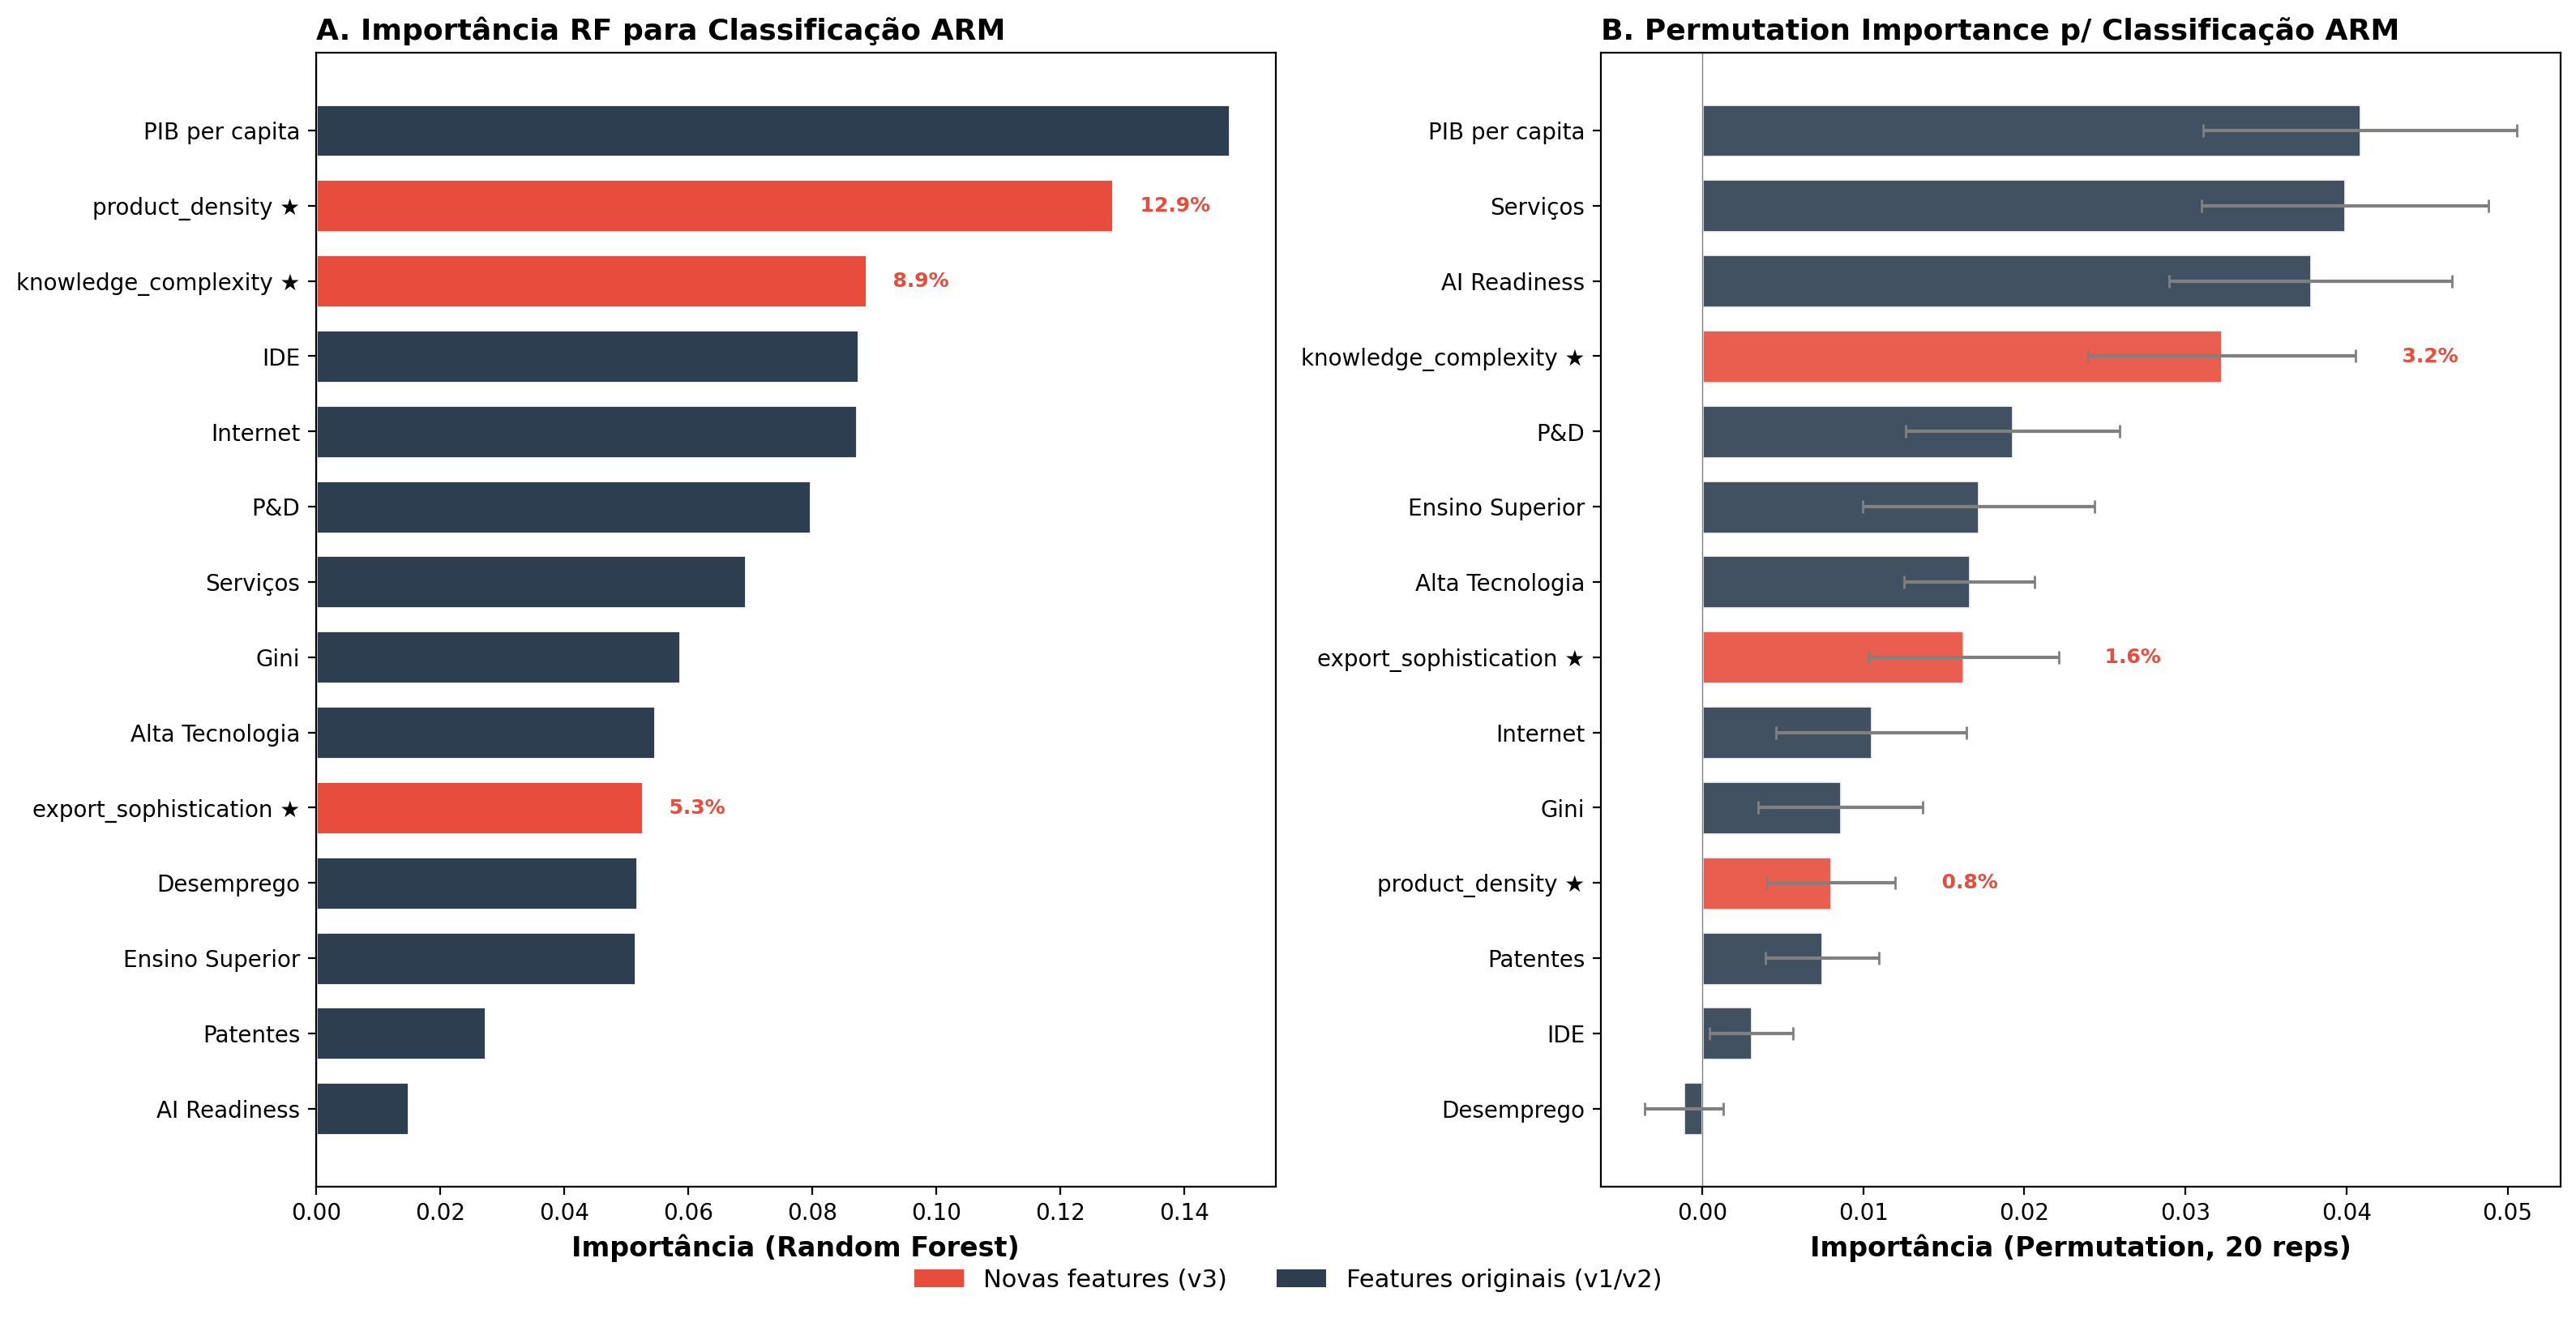 A. Importância RF para Classificação ARM
PIB per capita
product_density ★
12.9%
knowledge_complexity ★
8.9%
IDE
Internet
P&D
Serviços
Gini
Alta Tecnologia
export_sophistication ★
5.3%
Desemprego
Ensino Superior
Patentes
AI Readiness
0.00 0.02 0.04 0.06 0.08 0.10 0.12 0.14
Importância (Random Forest)
B. Permutation Importance p/ Classificação ARM
PIB per capita
Serviços
AI Readiness
knowledge_complexity ★
3.2%
P&D
Ensino Superior
Alta Tecnologia
export_sophistication ★
1.6%
Internet
Gini
product_density ★
0.8%
Patentes
IDE
Desemprego
0.00 0.01 0.02 0.03 0.04 0.05
Importância (Permutation, 20 reps)
Novas features (v3)
Features originais (v1/v2)